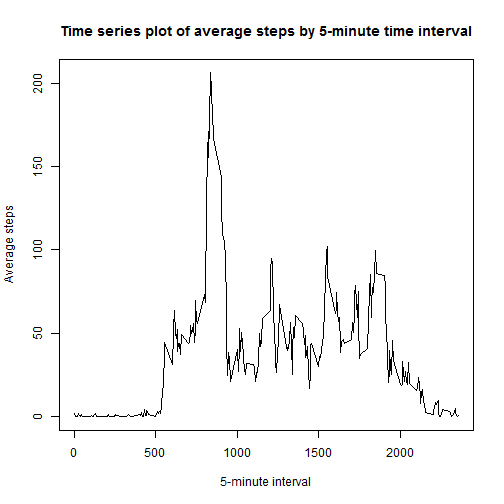 Time series plot of average steps by 5-minute time interval
Average steps
200
150
100
50
0
0 500 1000 1500 2000
5-minute interval